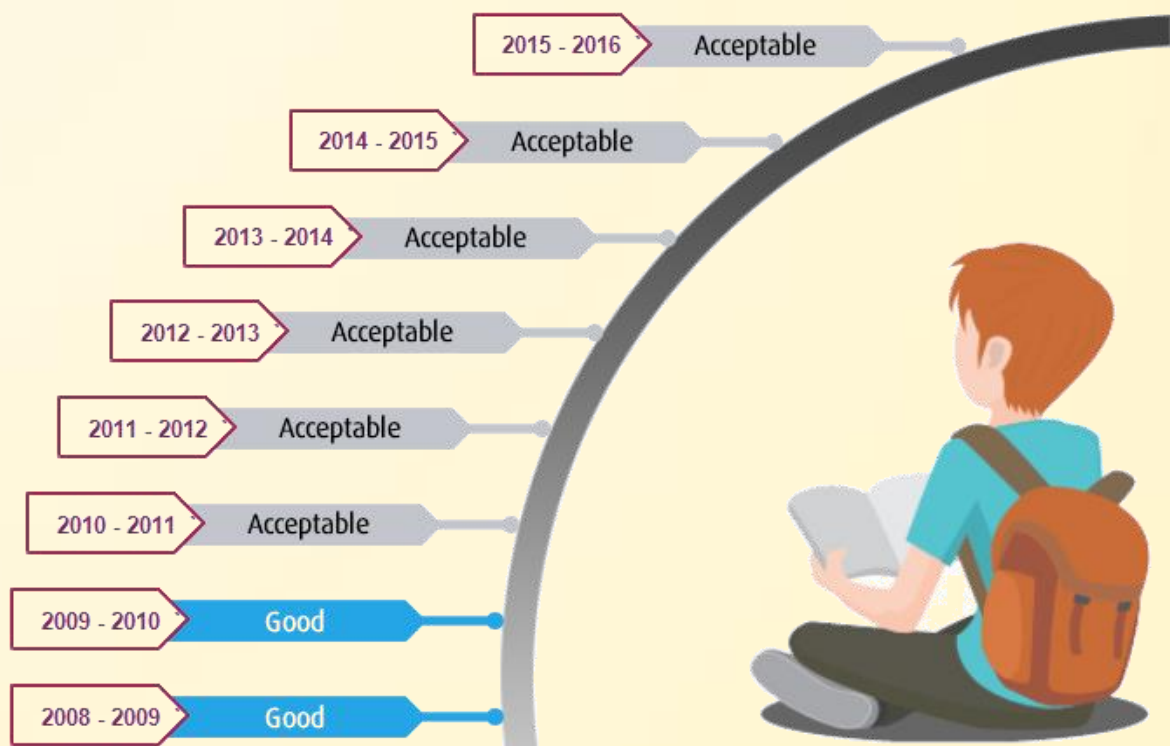 2015 - 2016 Acceptable
2014 - 2015 Acceptable
2013 - 2014 Acceptable
2012 - 2013 Acceptable
2011 - 2012 Acceptable
2010 - 2011 Acceptable
2009 - 2010 Good
2008 - 2009 Good